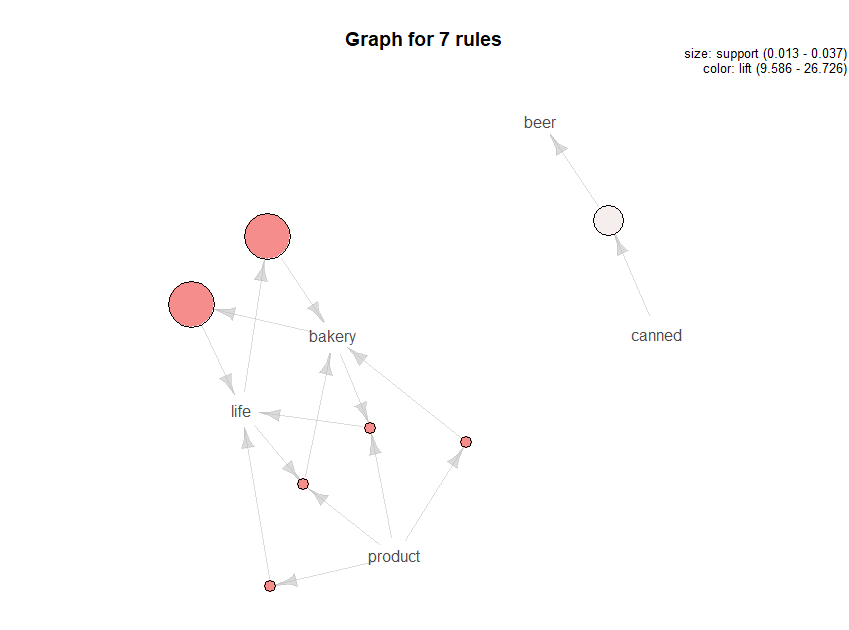 Graph for 7 rules
size: support (0.013 - 0.037)
color: lift (9.586 - 26.726)
beer
bakery
canned
life
product